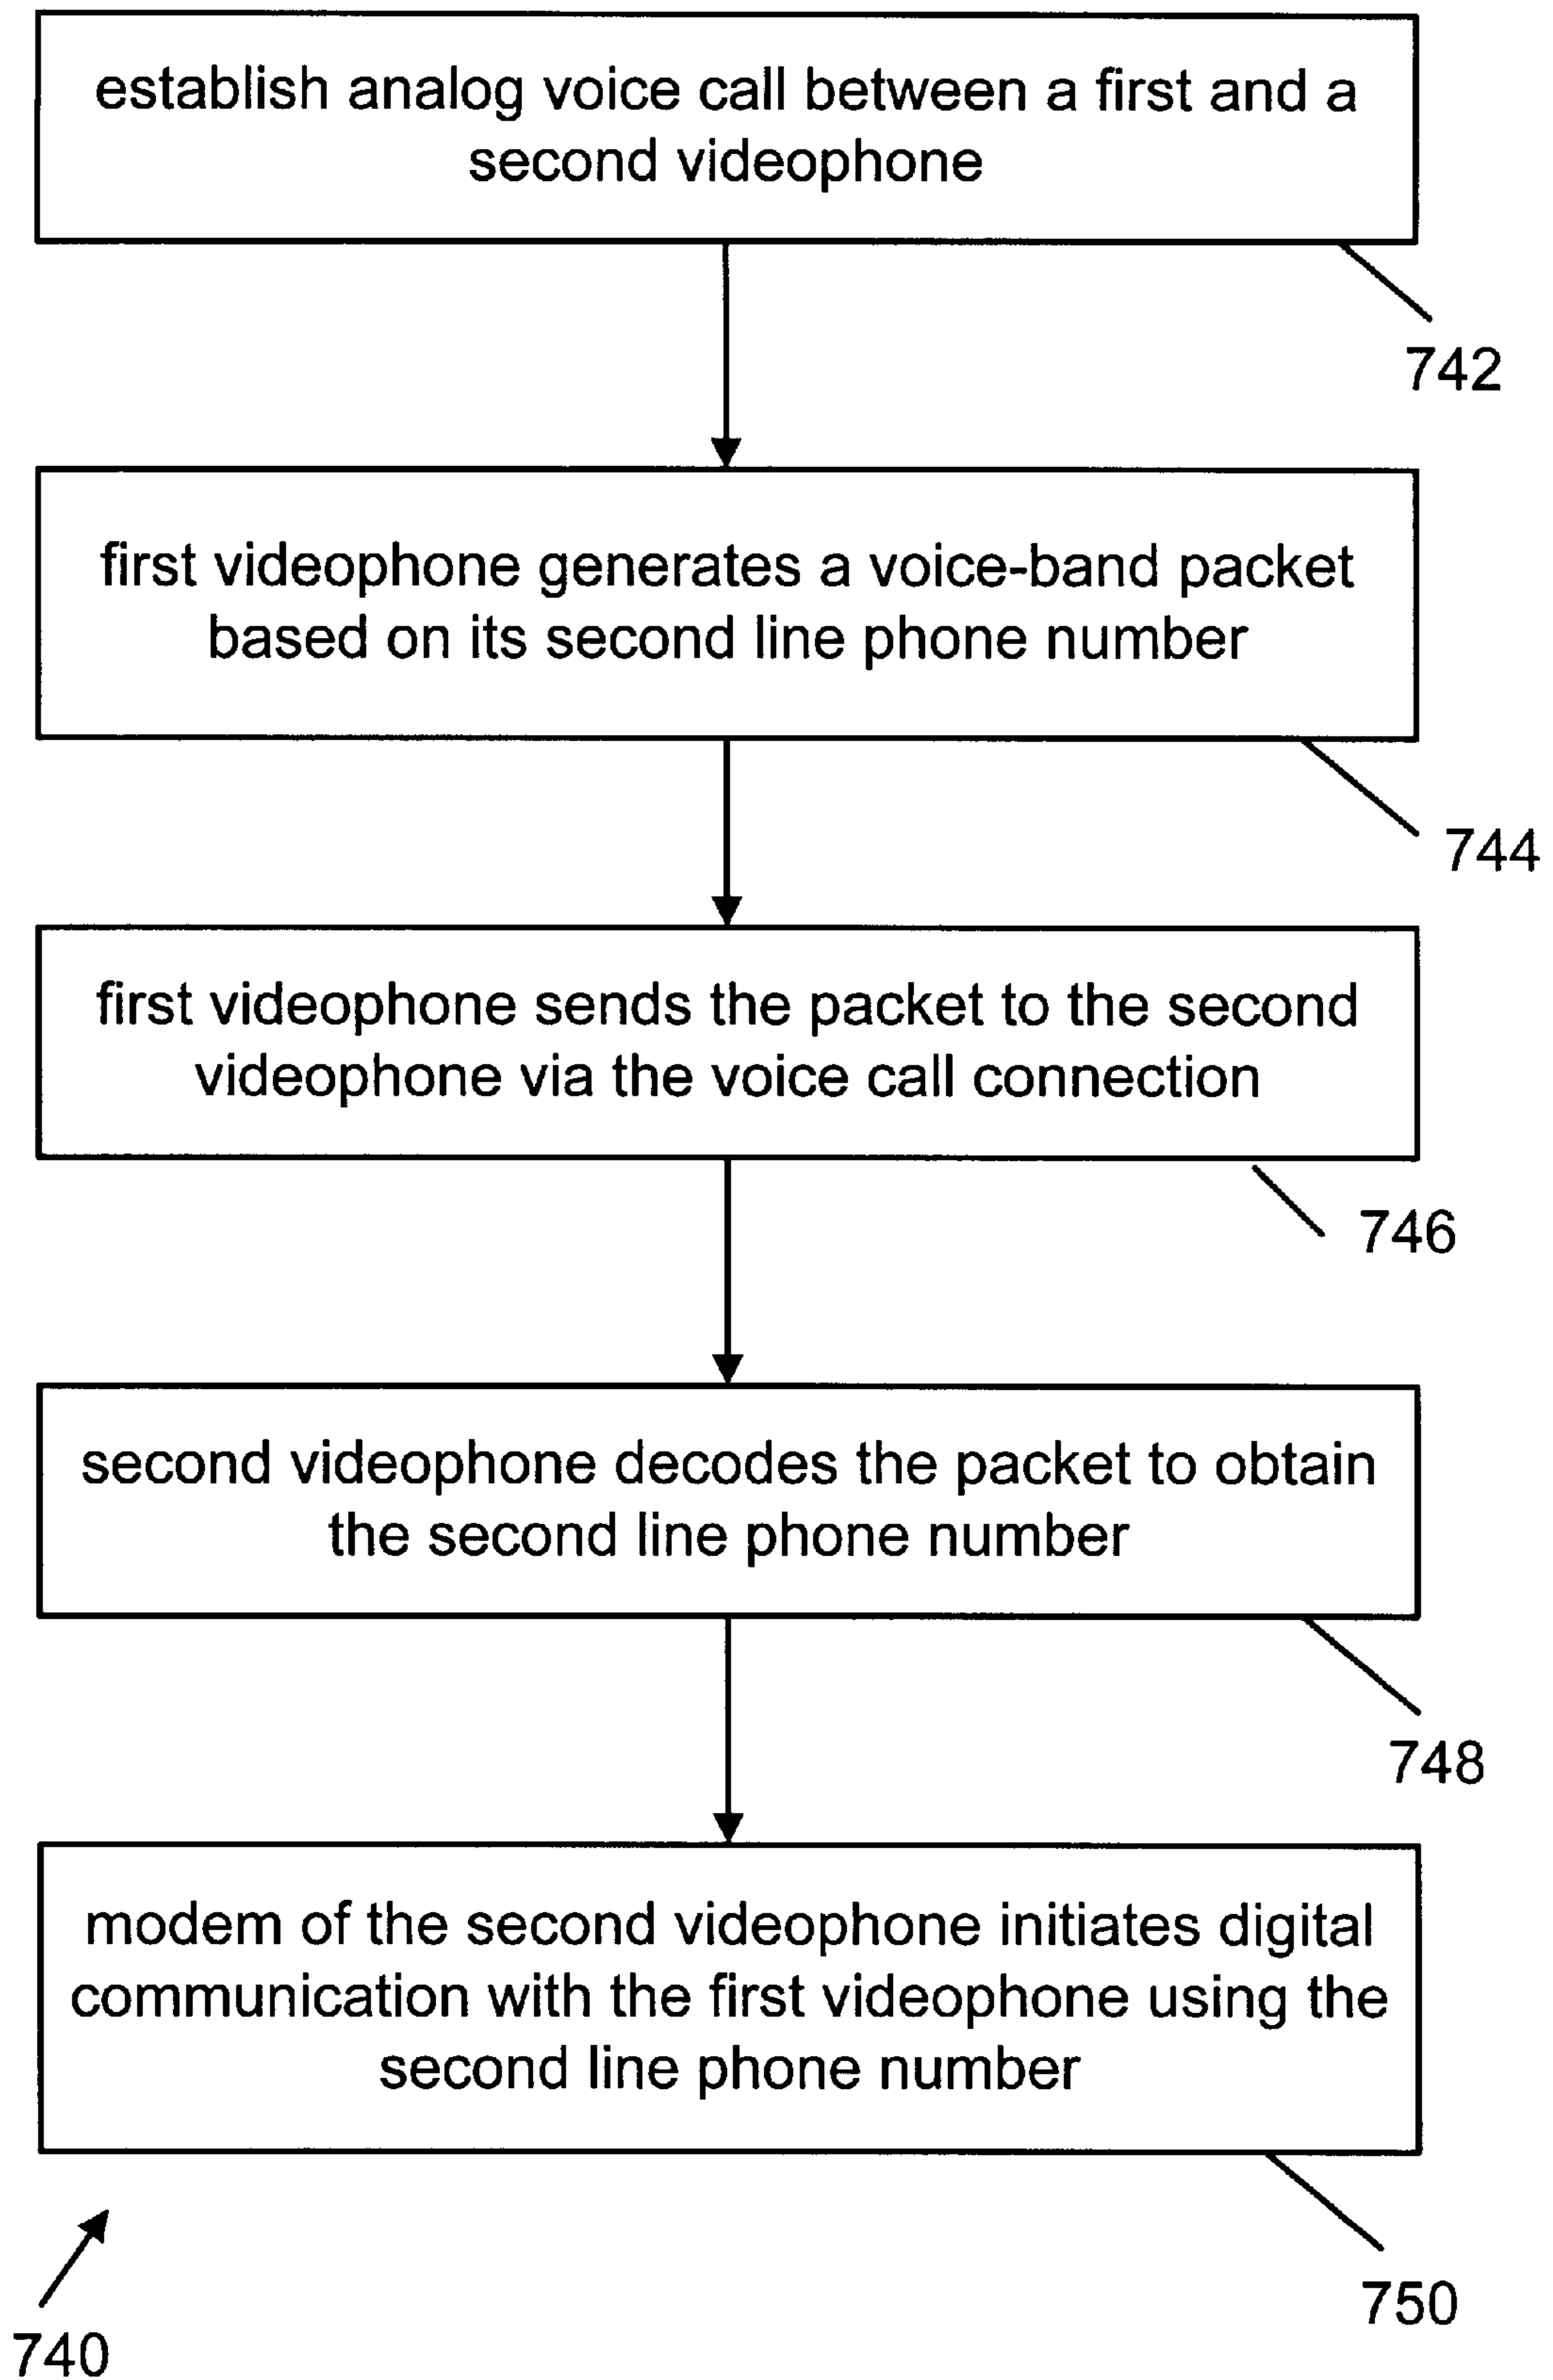 establish analog voice call between a first and a
second videophone
742
first videophone generates a voice-band packet
based on its second line phone number
744
first videophone sends the packet to the second
videophone via the voice call connection
746
second videophone decodes the packet to obtain
the second line phone number
748
modem of the second videophone initiates digital
communication with the first videophone using the
second line phone number
750
740